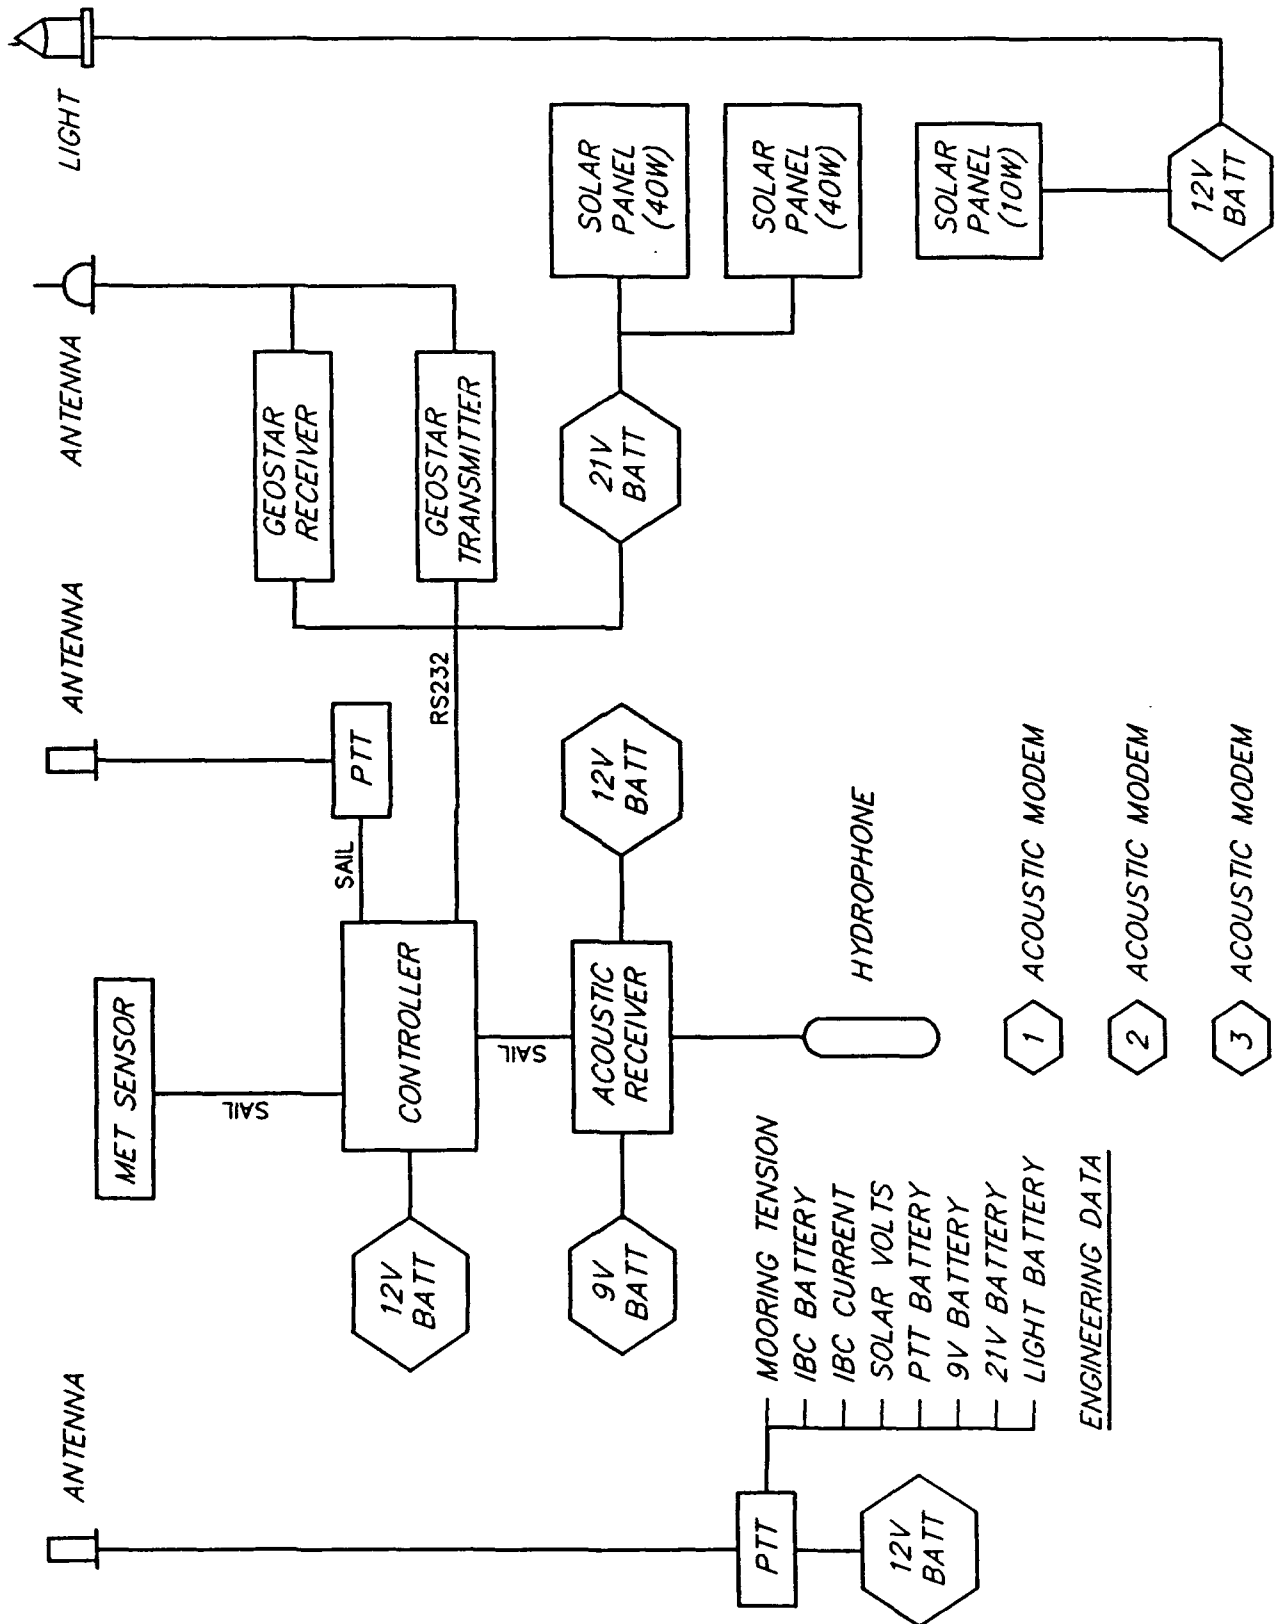 ANTENNA
ANTENNA
ANTENNA
LIGHT
MET SENSOR
SAIL
SAIL
PTT
GEOSTAR
RECEIVER
12V
BATT
CONTROLLER
RS232
GEOSTAR
TRANSMITTER
SAIL
9V
BATT
ACOUSTIC
RECEIVER
12V
BATT
21V
BATT
SOLAR
PANEL
(40W)
SOLAR
PANEL
(40W)
SOLAR
PANEL
(10W)
12V
BATT
HYDROPHONE
PTT
12V
BATT
MOORING TENSION
IBC BATTERY
IBC CURRENT
SOLAR VOLTS
PTT BATTERY
9V BATTERY
21V BATTERY
LIGHT BATTERY
ENGINEERING DATA
1 ACOUSTIC MODEM
2 ACOUSTIC MODEM
3 ACOUSTIC MODEM